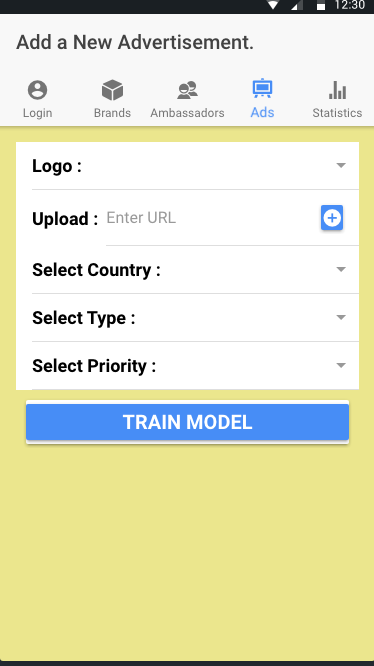 12:30
Add a New Advertisement.
Login Brands Ambassadors Ads Statistics
Logo :
Upload : Enter URL
Select Country :
Select Type :
Select Priority :
TRAIN MODEL